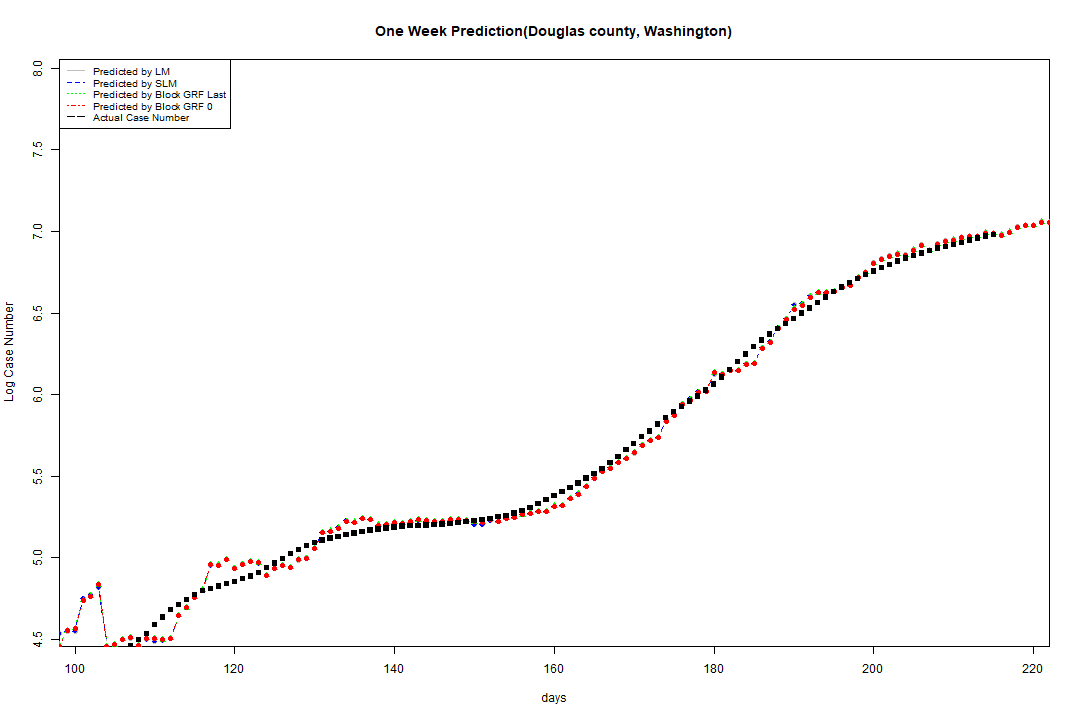 One Week Prediction(Douglas county, Washington)
Predicted by LM
Predicted by SLM
Predicted by Block GRF Last
Predicted by Block GRF 0
Actual Case Number
8.0
7.5
7.0
6.5
6.0
5.5
5.0
4.5
Log Case Number
100 120 140 160 180 200 220
days